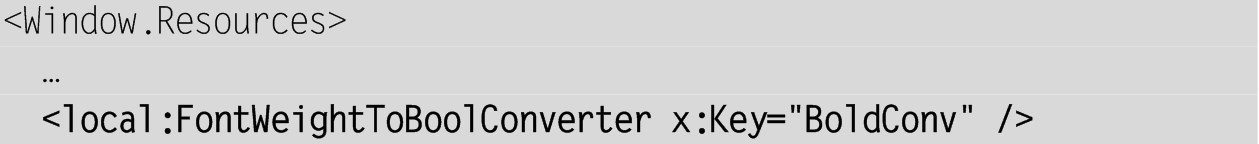 <Window.Resources>
…
<local:FontWeightToBoolConverter x:Key="BoldConv" />